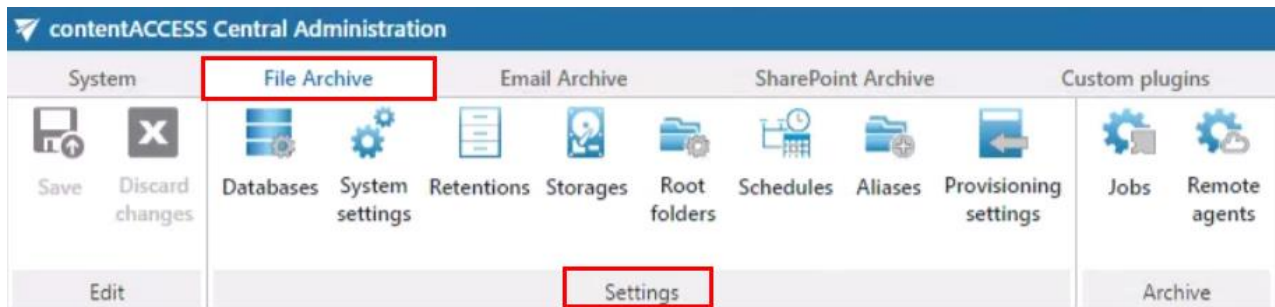 contentACCESS Central Administration
System File Archive Email Archive SharePoint Archive Custom plugins
Save Discard changes Databases System settings Retentions Storages Root folders Schedules Aliases Provisioning settings Jobs Remote agents
Edit Settings Archive